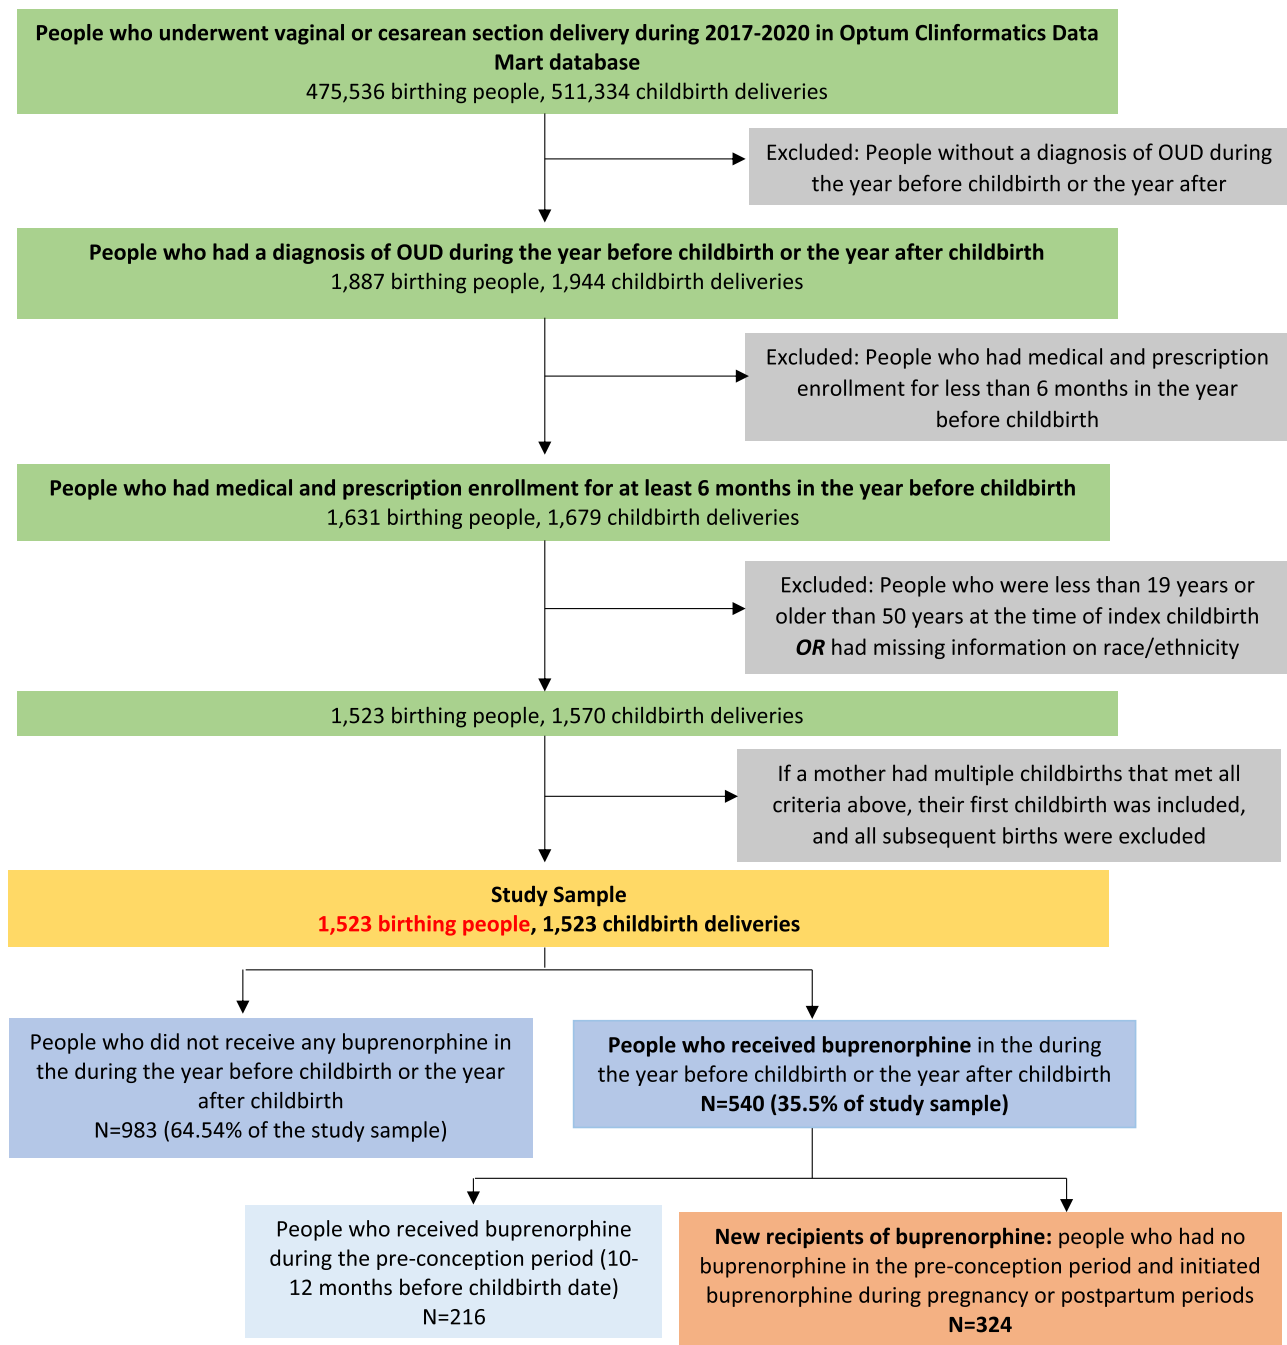 People who underwent vaginal or cesarean section delivery during 2017-2020 in Optum Clinformatics Data
Mart database
475,536 birthing people, 511,334 childbirth deliveries
Excluded: People without a diagnosis of OUD during
the year before childbirth or the year after
People who had a diagnosis of OUD during the year before childbirth or the year after childbirth
1,887 birthing people, 1,944 childbirth deliveries
Excluded: People who had medical and prescription
enrollment for less than 6 months in the year
before childbirth
People who had medical and prescription enrollment for at least 6 months in the year before childbirth
1,631 birthing people, 1,679 childbirth deliveries
Excluded: People who were less than 19 years or
older than 50 years at the time of index childbirth
OR had missing information on race/ethnicity
1,523 birthing people, 1,570 childbirth deliveries
If a mother had multiple childbirths that met all
criteria above, their first childbirth was included,
and all subsequent births were excluded
Study Sample
1,523 birthing people, 1,523 childbirth deliveries
People who did not receive any buprenorphine in
the during the year before childbirth or the year
after childbirth
N=983 (64.54% of the study sample)
People who received buprenorphine in the during
the year before childbirth or the year after childbirth
N=540 (35.5% of study sample)
People who received buprenorphine
during the pre-conception period (10-
12 months before childbirth date)
N=216
New recipients of buprenorphine: people who had no
buprenorphine in the pre-conception period and initiated
buprenorphine during pregnancy or postpartum periods
N=324